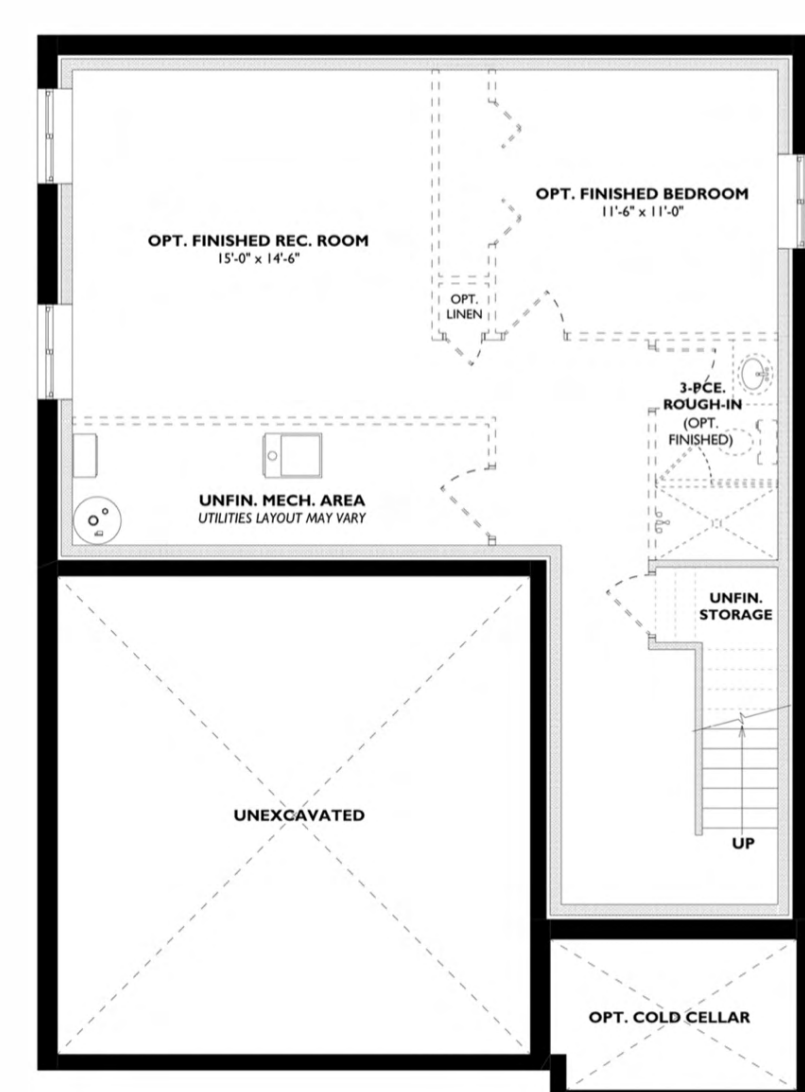 OPT. FINISHED BEDROOM
11'-6" x 11'-0"
OPT. FINISHED REC. ROOM
15'-0" x 14'-6"
OPT.
LINEN
3-PCE.
ROUGH-IN
(OPT.
FINISHED)
UNFIN. MECH. AREA
UTILITIES LAYOUT MAY VARY
UNFIN.
STORAGE
UNEXCAVATED
UP
OPT. COLD CELLAR